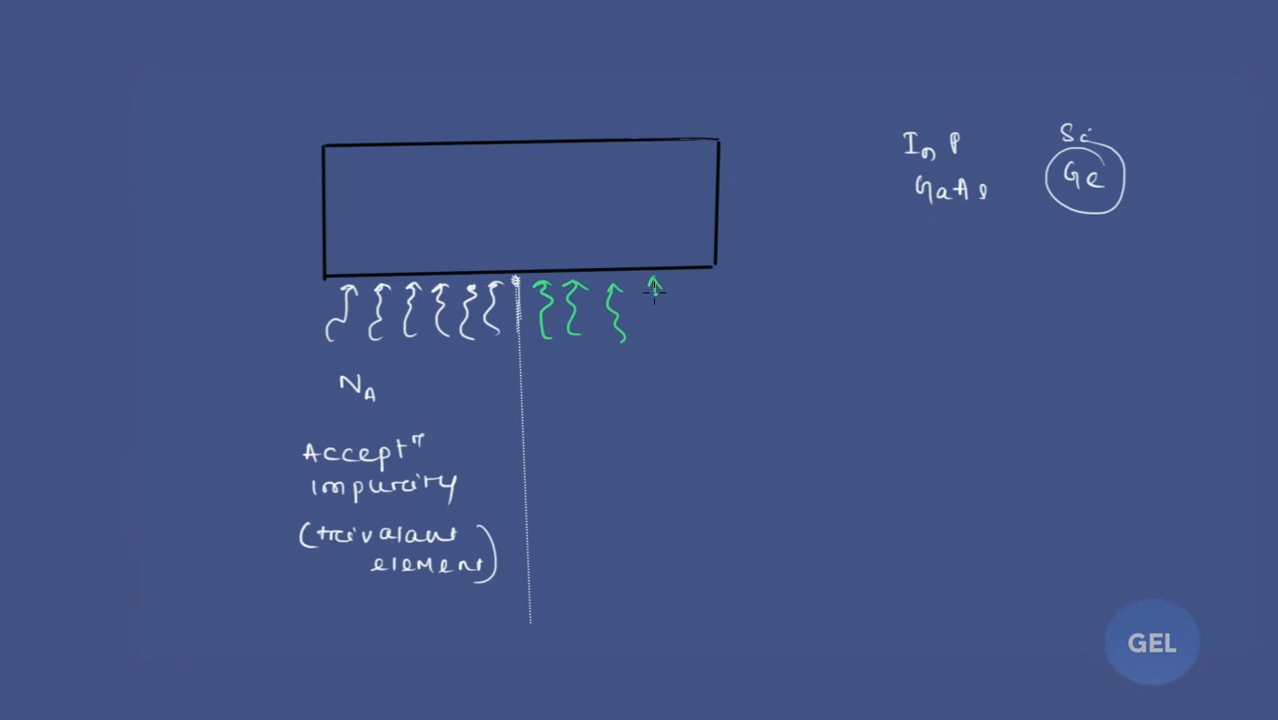 InP
GaAs
Si
Ge
NA
Acceptr
impurity
(trivalent
element)
GEL